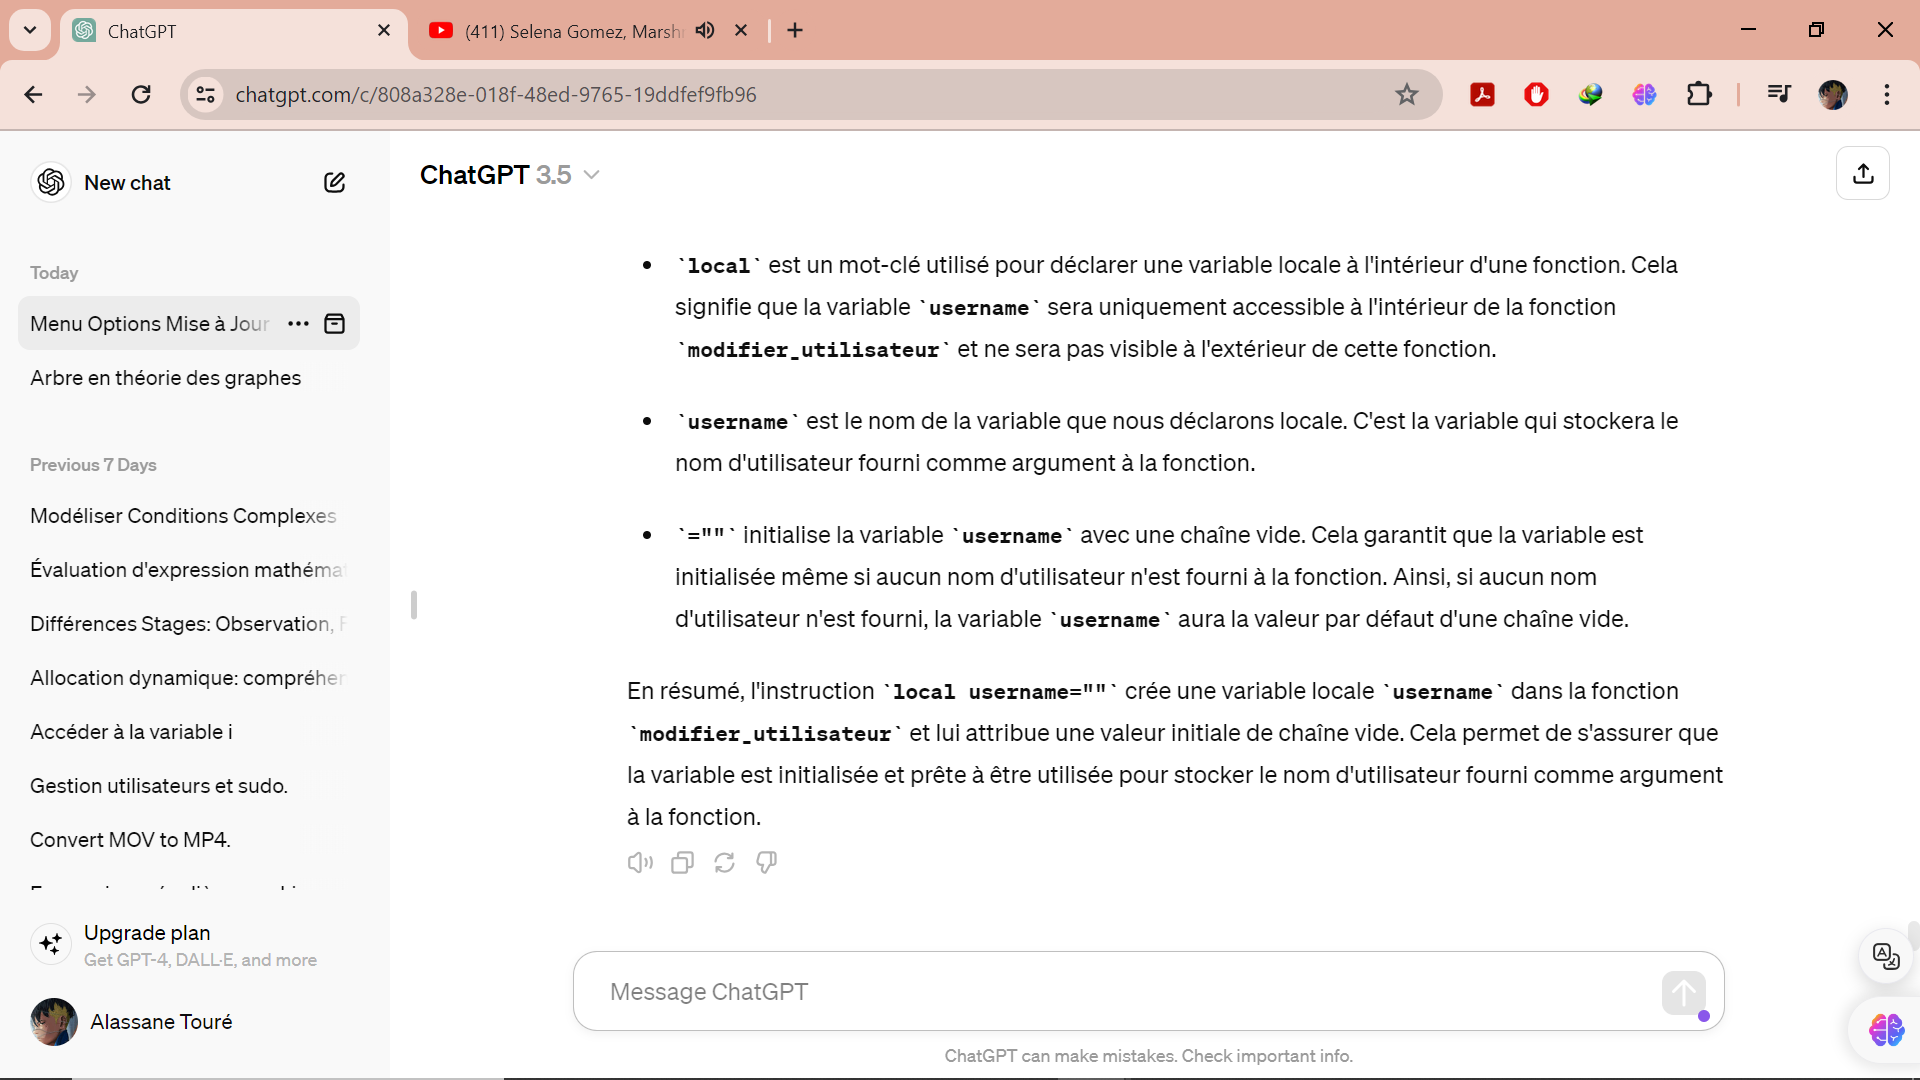 ChatGPT
(411) Selena Gomez, Marsh
chatgpt.com/c/808a328e-018f-48ed-9765-19ddfef9fb96
New chat
Today
Menu Options Mise à Jour
Arbre en théorie des graphes
Previous 7 Days
Modéliser Conditions Complexes
Évaluation d'expression mathéma
Différences Stages: Observation,
Allocation dynamique: compréhen
Accéder à la variable i
Gestion utilisateurs et sudo.
Convert MOV to MP4.
Upgrade plan
Get GPT-4, DALL·E, and more
Alassane Touré
ChatGPT 3.5
• `local` est un mot-clé utilisé pour déclarer une variable locale à l'intérieur d'une fonction. Cela
signifie que la variable `username` sera uniquement accessible à l'intérieur de la fonction
`modifier_utilisateur` et ne sera pas visible à l'extérieur de cette fonction.
• `username` est le nom de la variable que nous déclarons locale. C'est la variable qui stockera le
nom d'utilisateur fourni comme argument à la fonction.
• `=""` initialise la variable `username` avec une chaîne vide. Cela garantit que la variable est
initialisée même si aucun nom d'utilisateur n'est fourni à la fonction. Ainsi, si aucun nom
d'utilisateur n'est fourni, la variable `username` aura la valeur par défaut d'une chaîne vide.
En résumé, l'instruction `local username=""` crée une variable locale `username` dans la fonction
`modifier_utilisateur` et lui attribue une valeur initiale de chaîne vide. Cela permet de s'assurer que
la variable est initialisée et prête à être utilisée pour stocker le nom d'utilisateur fourni comme argument
à la fonction.
Message ChatGPT
ChatGPT can make mistakes. Check important info.